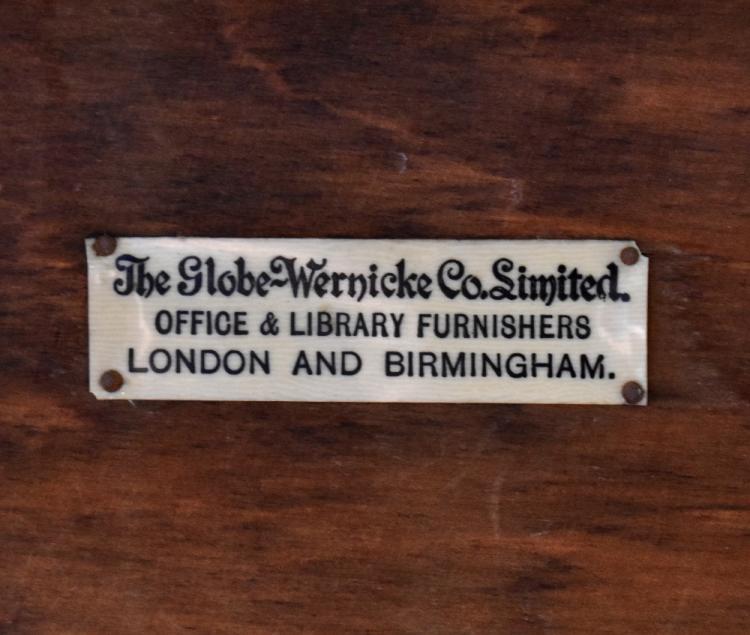 The Globe-Wernicke Co. Limited.
OFFICE & LIBRARY FURNISHERS
LONDON AND BIRMINGHAM.